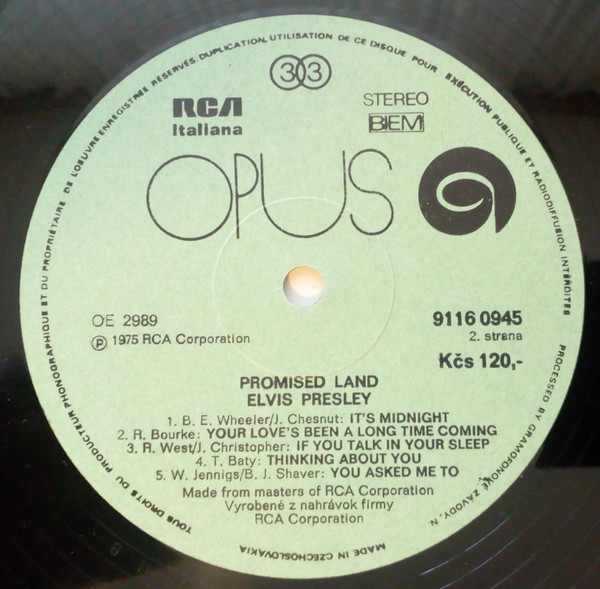 TOUS DROITS DU PRODUCTEUR PHONOGRAPHIQUE ET DU PROPRIÉTAIRE DE L'OEUVRE ENREGISTRÉE RÉSERVÉS. DUPLICATION, UTILISATION DE CE DISQUE POUR EXÉCUTION PUBLIQUE ET RADIODIFFUSION INTERDITES
33
RCA
Italiana
STEREO
BIEM
OPUS
OE 2989
℗ 1975 RCA Corporation
9116 0945
2. strana
Kčs 120,-
PROMISED LAND
ELVIS PRESLEY
1. B. E. Wheeler/J. Chesnut: IT'S MIDNIGHT
2. R. Bourke: YOUR LOVE'S BEEN A LONG TIME COMING
3. R. West/J. Christopher: IF YOU TALK IN YOUR SLEEP
4. T. Baty: THINKING ABOUT YOU
5. W. Jennigs/B. J. Shaver: YOU ASKED ME TO
Made from masters of RCA Corporation
Vyrobené z nahrávok firmy
RCA Corporation
PROCESSED BY GRAMOFONOVÉ ZÁVODY, N.
MADE IN CZECHOSLOVAKIA